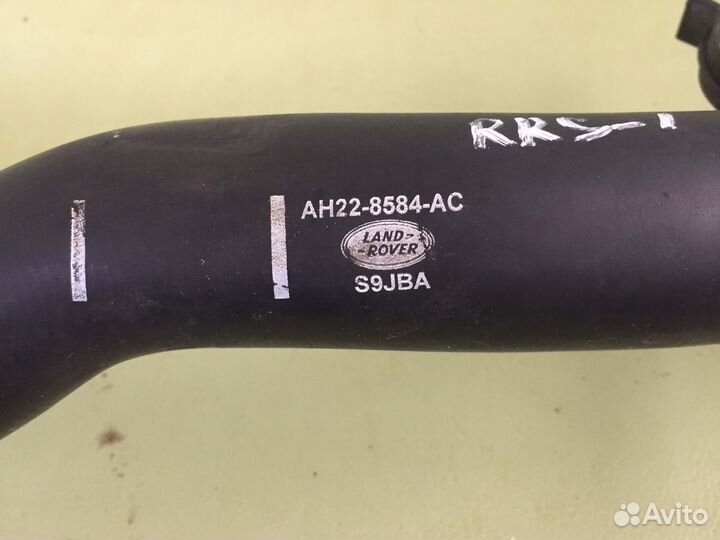 RRS-1
AH22-8584-AC
LAND-
-ROVER
S9JBA
Avito